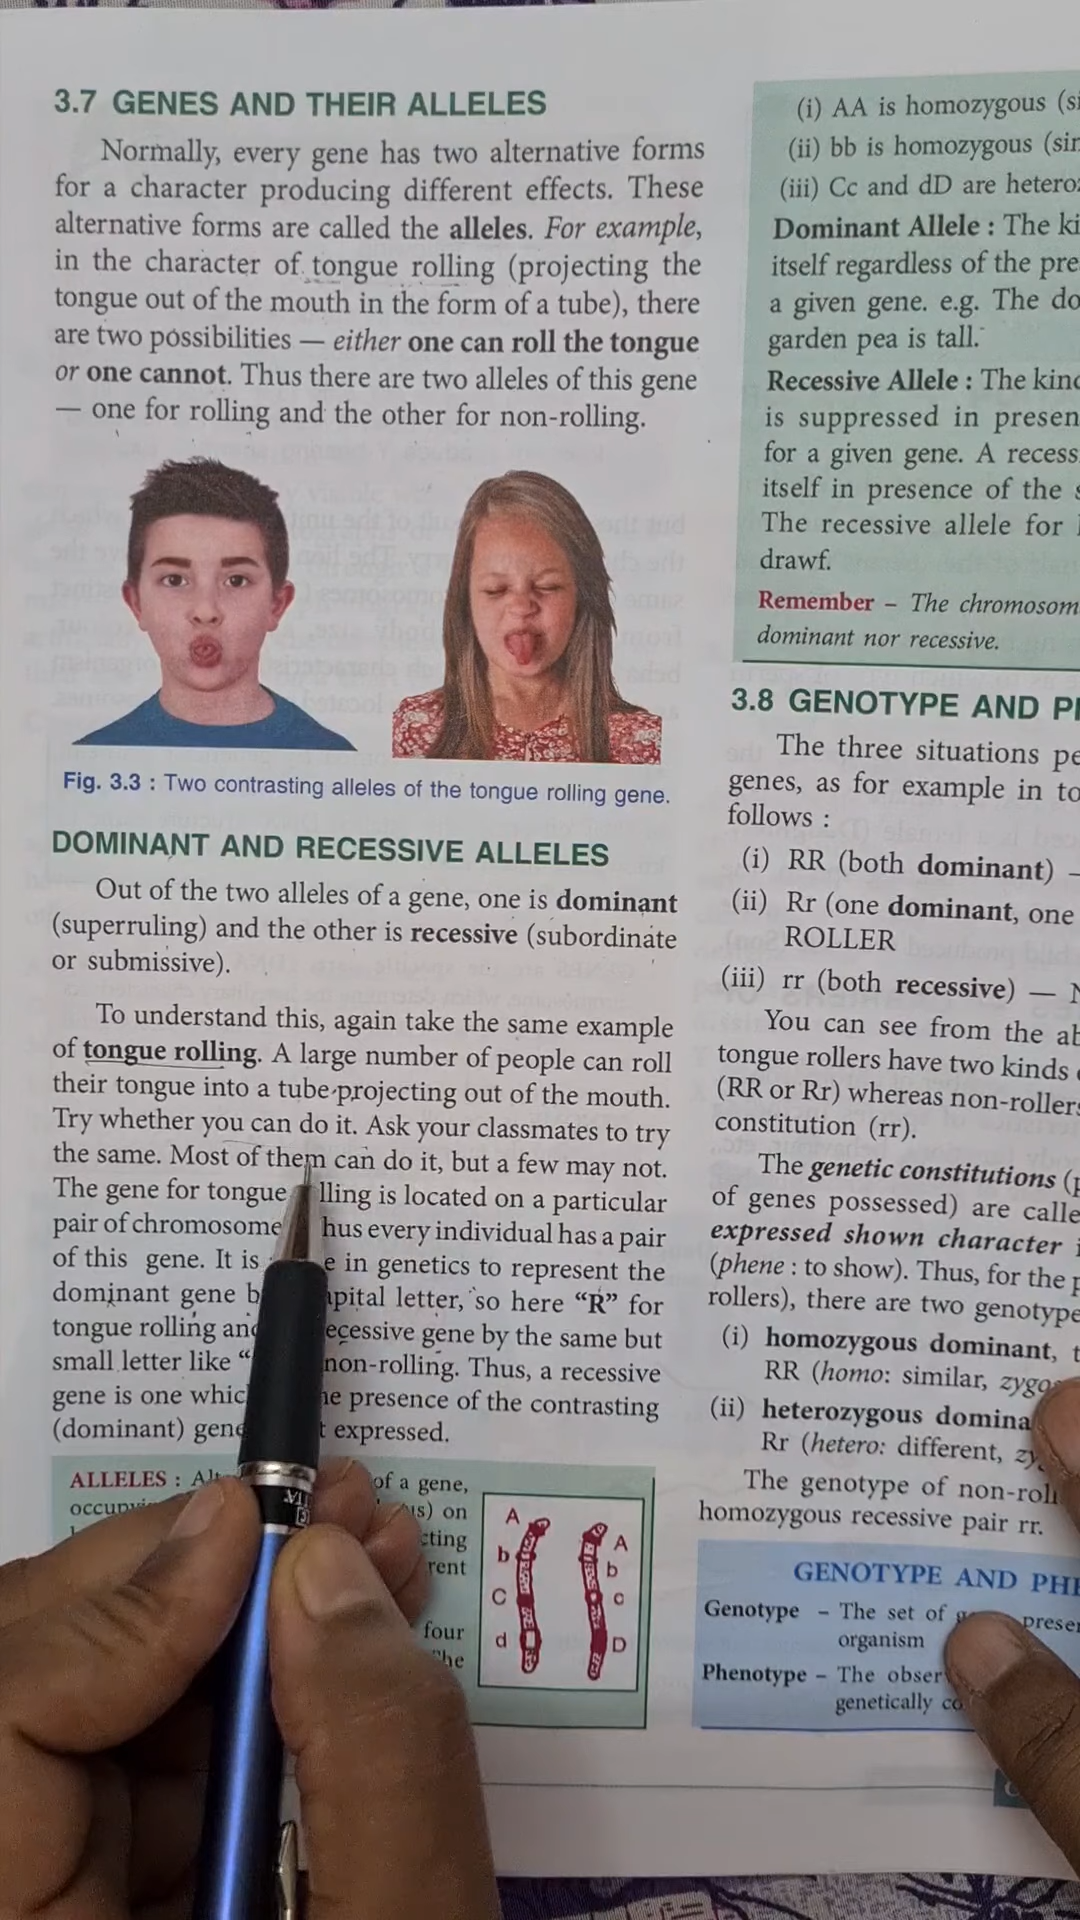 3.7 GENES AND THEIR ALLELES
Normally, every gene has two alternative forms
for a character producing different effects. These
alternative forms are called the alleles. For example,
in the character of tongue rolling (projecting the
tongue out of the mouth in the form of a tube), there
are two possibilities — either one can roll the tongue
or one cannot. Thus there are two alleles of this gene
— one for rolling and the other for non-rolling.
Fig. 3.3 : Two contrasting alleles of the tongue rolling gene.
DOMINANT AND RECESSIVE ALLELES
Out of the two alleles of a gene, one is dominant
(superruling) and the other is recessive (subordinate
or submissive).
To understand this, again take the same example
of tongue rolling. A large number of people can roll
their tongue into a tube projecting out of the mouth.
Try whether you can do it. Ask your classmates to try
the same. Most of them can do it, but a few may not.
The gene for tongue lling is located on a particular
pair of chromosome hus every individual has a pair
of this gene. It is e in genetics to represent the
dominant gene b apital letter, so here “R” for
tongue rolling and ecessive gene by the same but
small letter like “ non-rolling. Thus, a recessive
gene is one whic he presence of the contrasting
(dominant) gene t expressed.
ALLELES : Alt of a gene,
occupyi us) on
cting
rent
four
The
A
b
C
d
A
b
c
D
(i) AA is homozygous (si
(ii) bb is homozygous (sim
(iii) Cc and dD are heteroz
Dominant Allele : The ki
itself regardless of the pre
a given gene. e.g. The do
garden pea is tall.
Recessive Allele : The kind
is suppressed in presen
for a given gene. A recess
itself in presence of the s
The recessive allele for
drawf.
Remember – The chromosom
dominant nor recessive.
3.8 GENOTYPE AND PH
The three situations pe
genes, as for example in to
follows :
(i) RR (both dominant) –
(ii) Rr (one dominant, one
ROLLER
(iii) rr (both recessive) — N
You can see from the ab
tongue rollers have two kinds
(RR or Rr) whereas non-rollers
constitution (rr).
The genetic constitutions (p
of genes possessed) are calle
expressed shown character i
(phene : to show). Thus, for the p
rollers), there are two genotype
(i) homozygous dominant, t
RR (homo: similar, zygo
(ii) heterozygous domina
Rr (hetero: different, zy
The genotype of non-roll
homozygous recessive pair rr.
GENOTYPE AND PHE
Genotype – The set of g presen
organism
Phenotype – The obser
genetically co